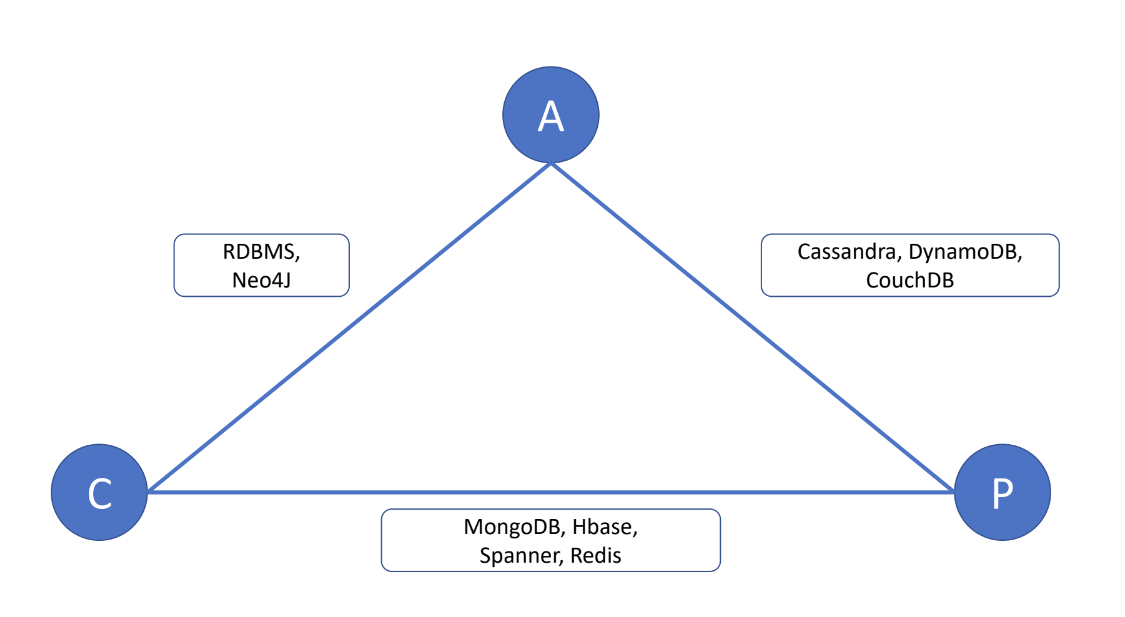 A
RDBMS,
Neo4J
Cassandra, DynamoDB,
CouchDB
C
P
MongoDB, Hbase,
Spanner, Redis